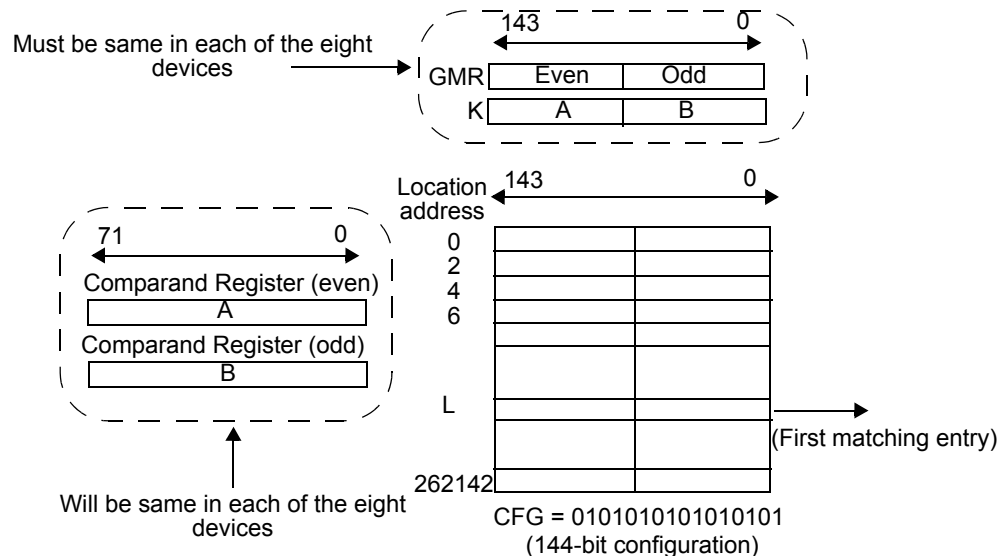 Must be same in each of the eight
devices
143 0
GMR Even Odd
K A B
Location
address
143 0
0
2
4
6
L
262142
(First matching entry)
CFG = 0101010101010101
(144-bit configuration)
71 0
Comparand Register (even)
A
Comparand Register (odd)
B
Will be same in each of the eight
devices